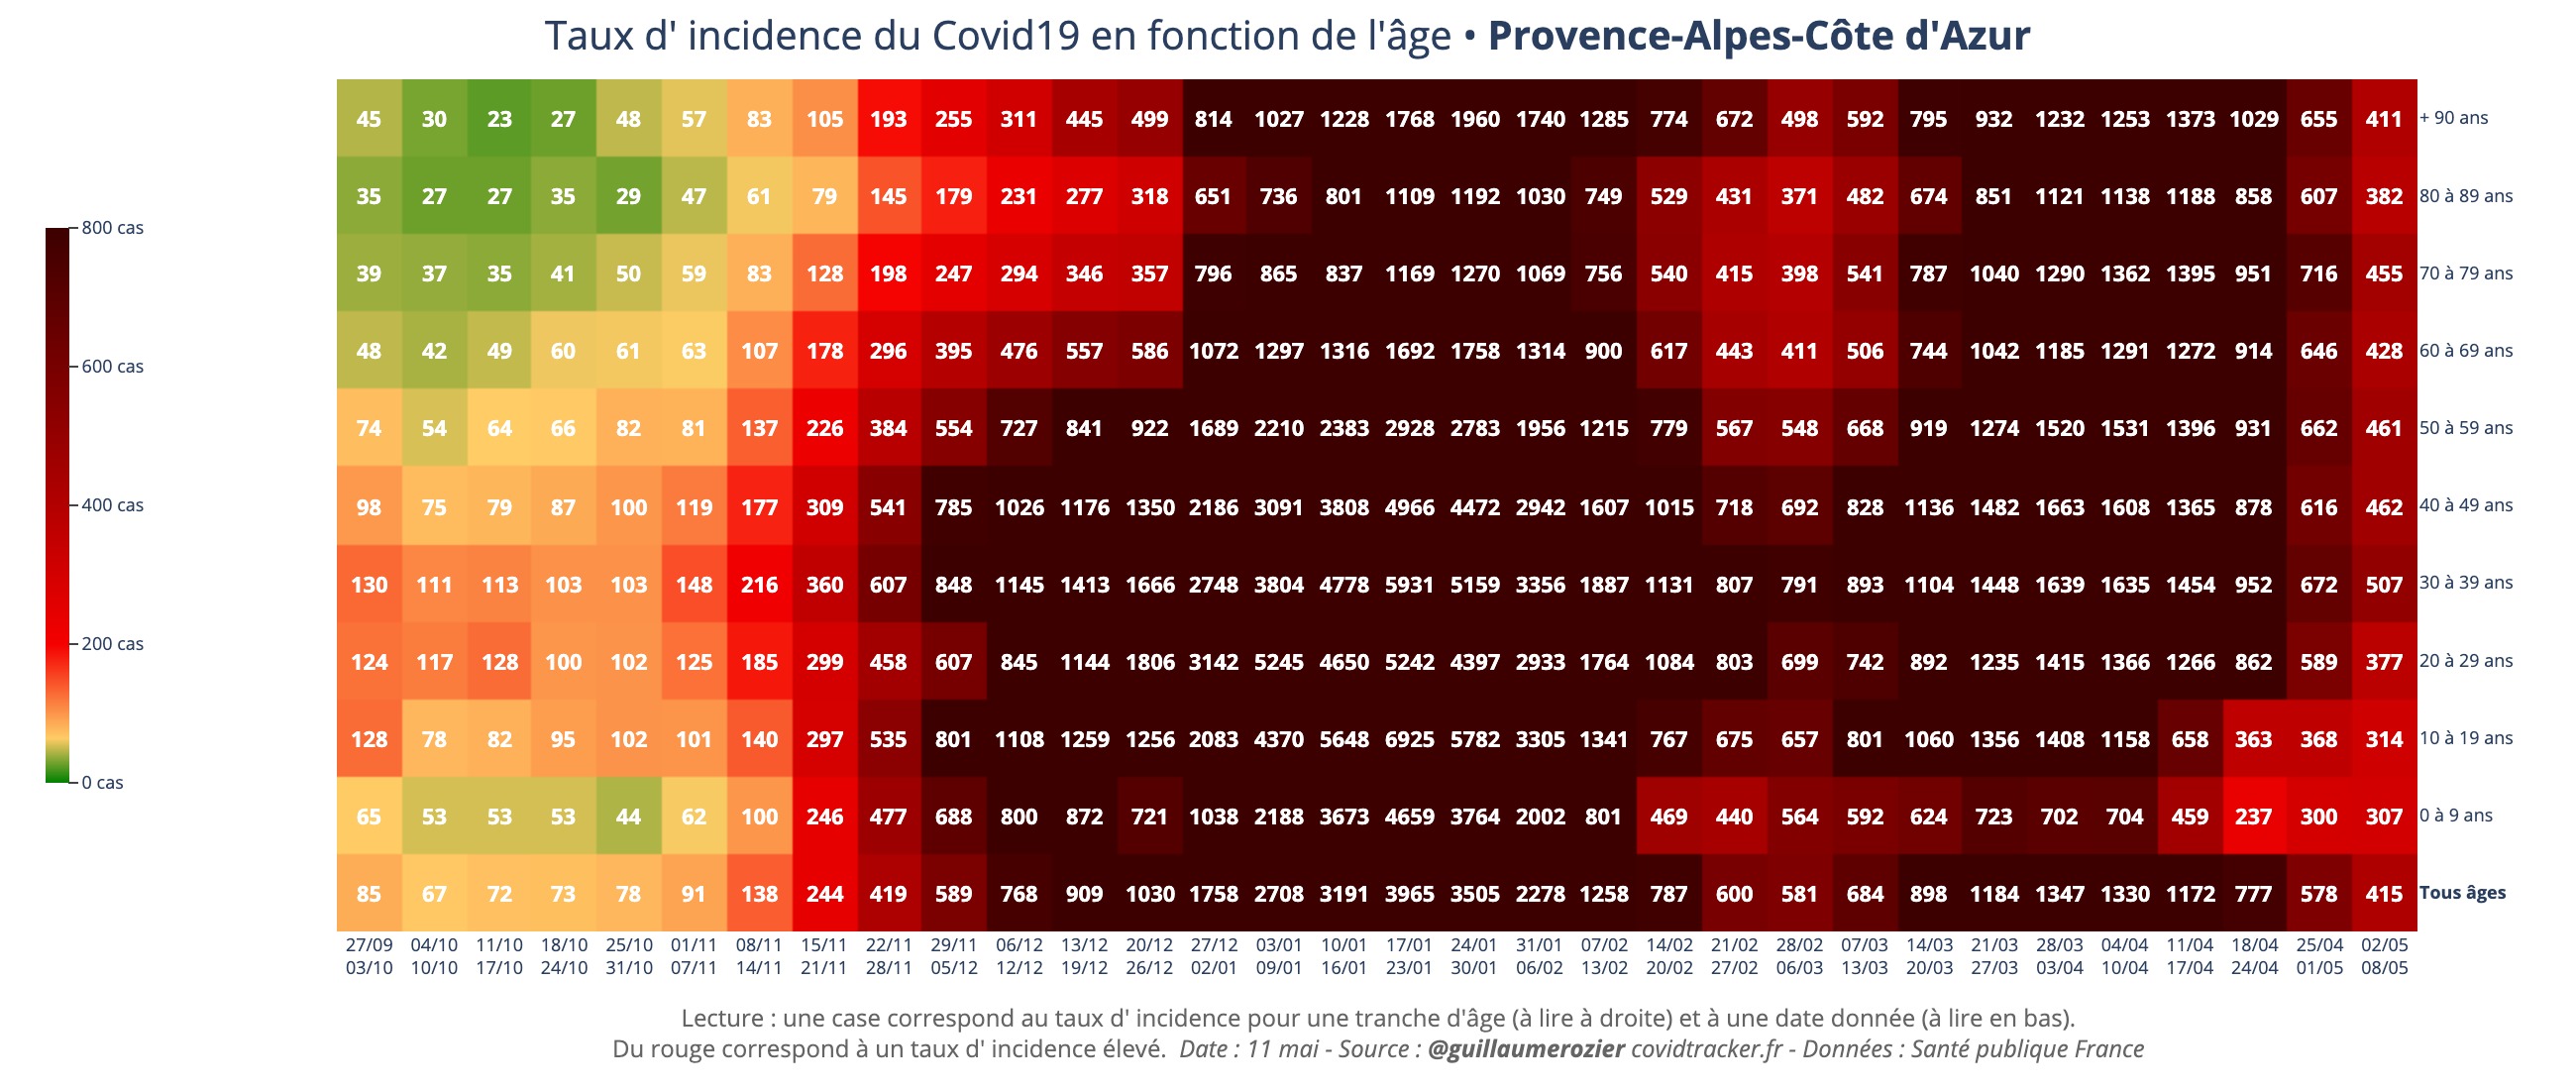 Taux d' incidence du Covid19 en fonction de l'âge • Provence-Alpes-Côte d'Azur
800 cas
600 cas
400 cas
200 cas
0 cas
45 30 23 27 48 57 83 105 193 255 311 445 499 814 1027 1228 1768 1960 1740 1285 774 672 498 592 795 932 1232 1253 1373 1029 655 411 + 90 ans
35 27 27 35 29 47 61 79 145 179 231 277 318 651 736 801 1109 1192 1030 749 529 431 371 482 674 851 1121 1138 1188 858 607 382 80 à 89 ans
39 37 35 41 50 59 83 128 198 247 294 346 357 796 865 837 1169 1270 1069 756 540 415 398 541 787 1040 1290 1362 1395 951 716 455 70 à 79 ans
48 42 49 60 61 63 107 178 296 395 476 557 586 1072 1297 1316 1692 1758 1314 900 617 443 411 506 744 1042 1185 1291 1272 914 646 428 60 à 69 ans
74 54 64 66 82 81 137 226 384 554 727 841 922 1689 2210 2383 2928 2783 1956 1215 779 567 548 668 919 1274 1520 1531 1396 931 662 461 50 à 59 ans
98 75 79 87 100 119 177 309 541 785 1026 1176 1350 2186 3091 3808 4966 4472 2942 1607 1015 718 692 828 1136 1482 1663 1608 1365 878 616 462 40 à 49 ans
130 111 113 103 103 148 216 360 607 848 1145 1413 1666 2748 3804 4778 5931 5159 3356 1887 1131 807 791 893 1104 1448 1639 1635 1454 952 672 507 30 à 39 ans
124 117 128 100 102 125 185 299 458 607 845 1144 1806 3142 5245 4650 5242 4397 2933 1764 1084 803 699 742 892 1235 1415 1366 1266 862 589 377 20 à 29 ans
128 78 82 95 102 101 140 297 535 801 1108 1259 1256 2083 4370 5648 6925 5782 3305 1341 767 675 657 801 1060 1356 1408 1158 658 363 368 314 10 à 19 ans
65 53 53 53 44 62 100 246 477 688 800 872 721 1038 2188 3673 4659 3764 2002 801 469 440 564 592 624 723 702 704 459 237 300 307 0 à 9 ans
85 67 72 73 78 91 138 244 419 589 768 909 1030 1758 2708 3191 3965 3505 2278 1258 787 600 581 684 898 1184 1347 1330 1172 777 578 415 Tous âges
27/09 04/10 11/10 18/10 25/10 01/11 08/11 15/11 22/11 29/11 06/12 13/12 20/12 27/12 03/01 10/01 17/01 24/01 31/01 07/02 14/02 21/02 28/02 07/03 14/03 21/03 28/03 04/04 11/04 18/04 25/04 02/05
03/10 10/10 17/10 24/10 31/10 07/11 14/11 21/11 28/11 05/12 12/12 19/12 26/12 02/01 09/01 16/01 23/01 30/01 06/02 13/02 20/02 27/02 06/03 13/03 20/03 27/03 03/04 10/04 17/04 24/04 01/05 08/05
Lecture : une case correspond au taux d' incidence pour une tranche d'âge (à lire à droite) et à une date donnée (à lire en bas).
Du rouge correspond à un taux d' incidence élevé. Date : 11 mai - Source : @guillaumerozier covidtracker.fr - Données : Santé publique France